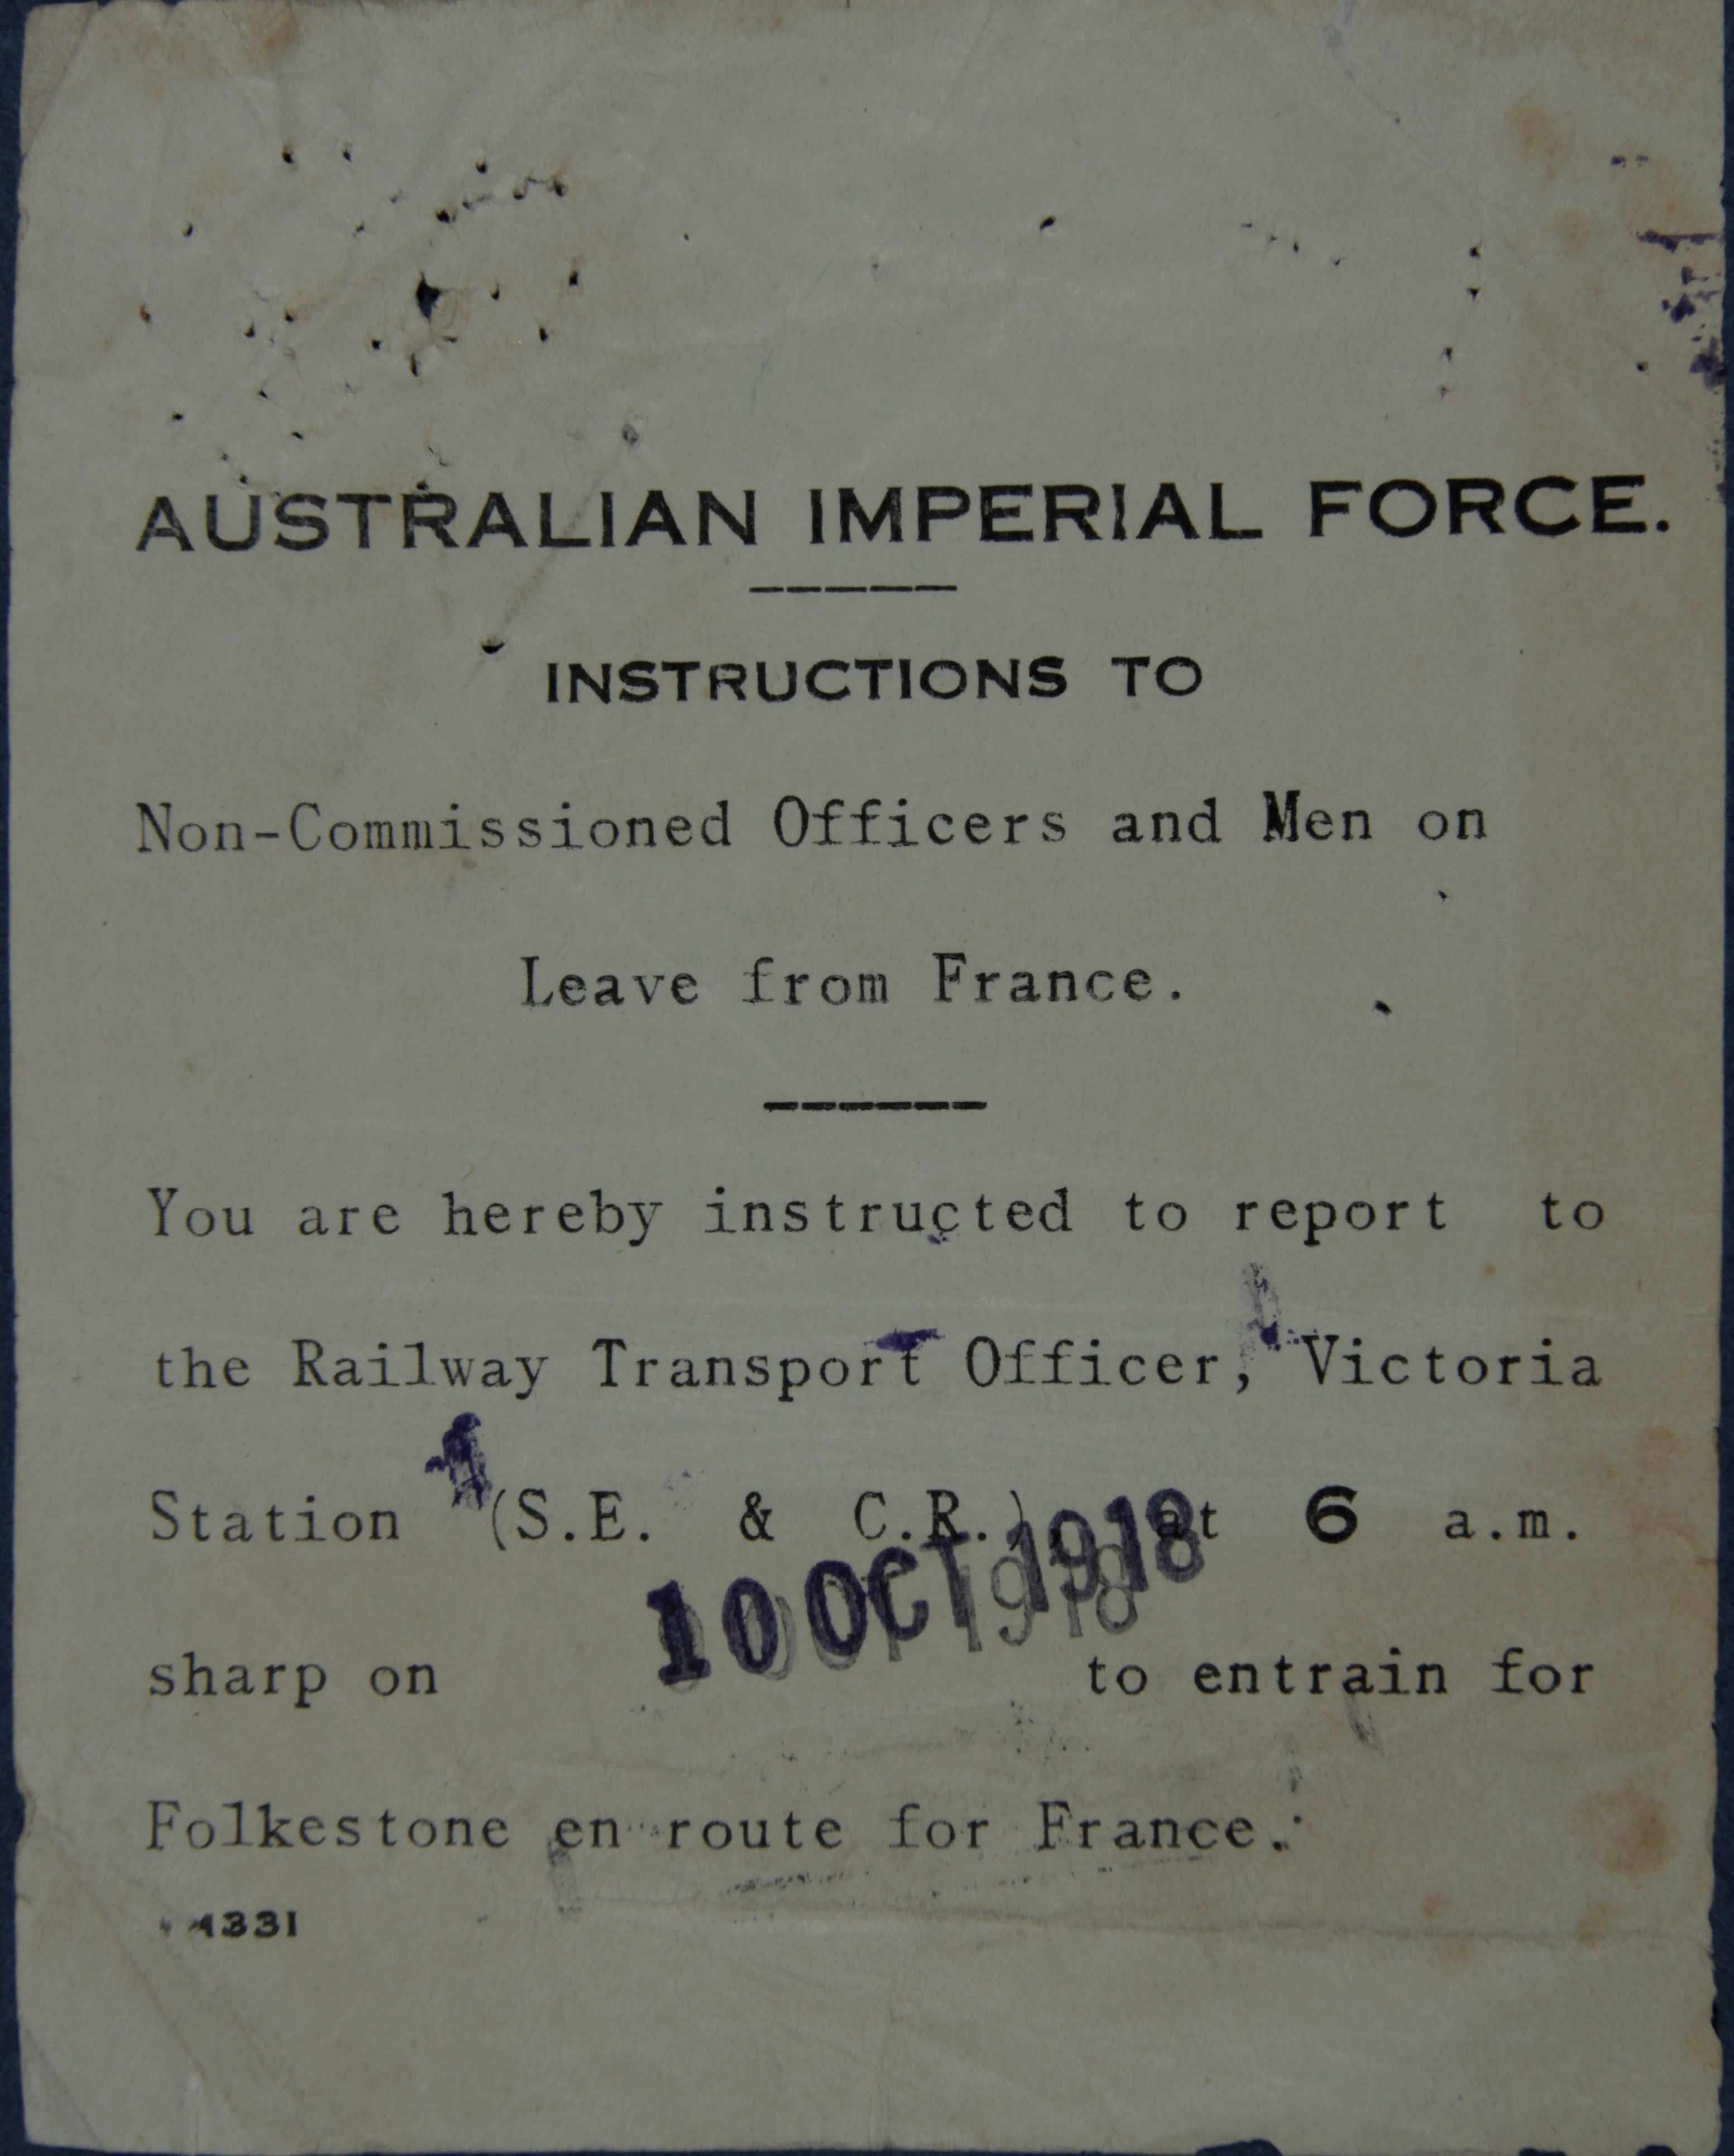 AUSTRALIAN IMPERIAL FORCE.
INSTRUCTIONS TO
Non-Commissioned Officers and Men on
Leave from France.
You are hereby instructed to report to
the Railway Transport Officer, Victoria
Station (S.E. & C.R.), at 6 a.m.
10 OCT 1918
sharp on to entrain for
Folkestone en route for France.
4331